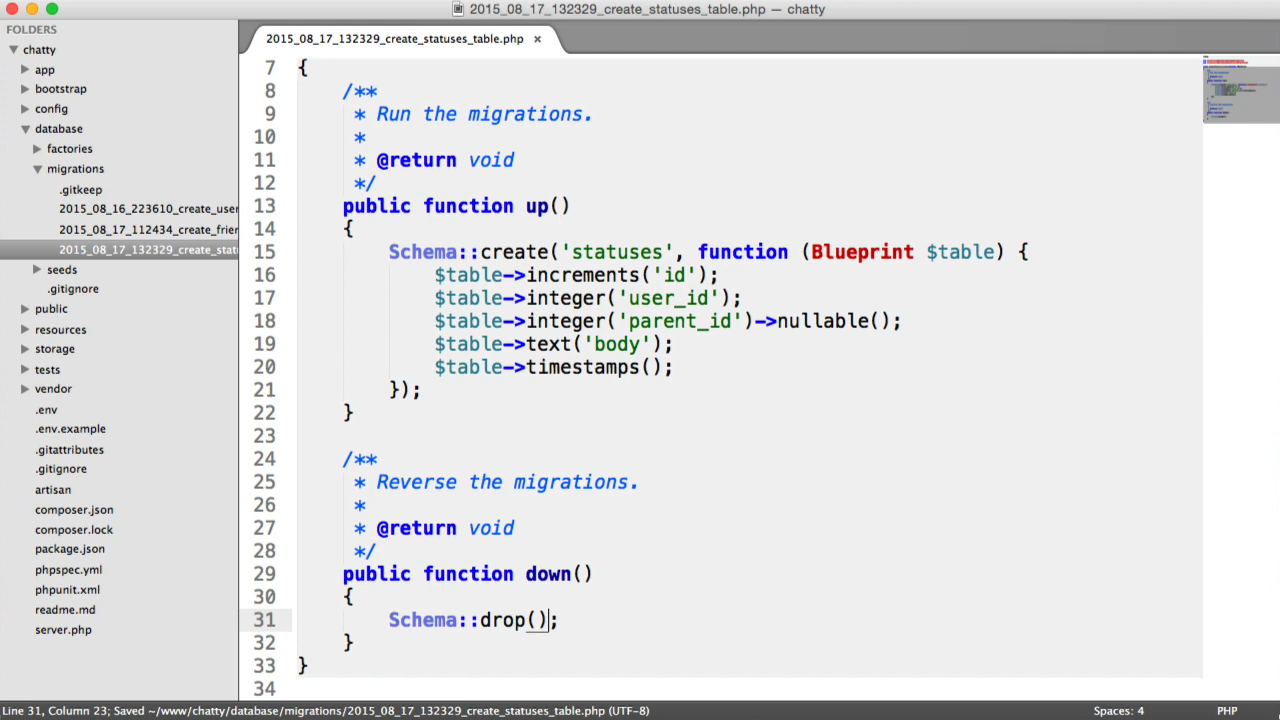 2015_08_17_132329_create_statuses_table.php — chatty
FOLDERS
chatty
app
bootstrap
config
database
factories
migrations
.gitkeep
2015_08_16_223610_create_user
2015_08_17_112434_create_frier
2015_08_17_132329_create_stat
seeds
.gitignore
public
resources
storage
tests
vendor
.env
.env.example
.gitattributes
.gitignore
artisan
composer.json
composer.lock
package.json
phpspec.yml
phpunit.xml
readme.md
server.php
2015_08_17_132329_create_statuses_table.php ×
7 {
8 /**
9 * Run the migrations.
10 *
11 * @return void
12 */
13 public function up()
14 {
15 Schema::create('statuses', function (Blueprint $table) {
16 $table->increments('id');
17 $table->integer('user_id');
18 $table->integer('parent_id')->nullable();
19 $table->text('body');
20 $table->timestamps();
21 });
22 }
23
24 /**
25 * Reverse the migrations.
26 *
27 * @return void
28 */
29 public function down()
30 {
31 Schema::drop();
32 }
33 }
34
Line 31, Column 23; Saved ~/www/chatty/database/migrations/2015_08_17_132329_create_statuses_table.php (UTF-8)
Spaces: 4
PHP